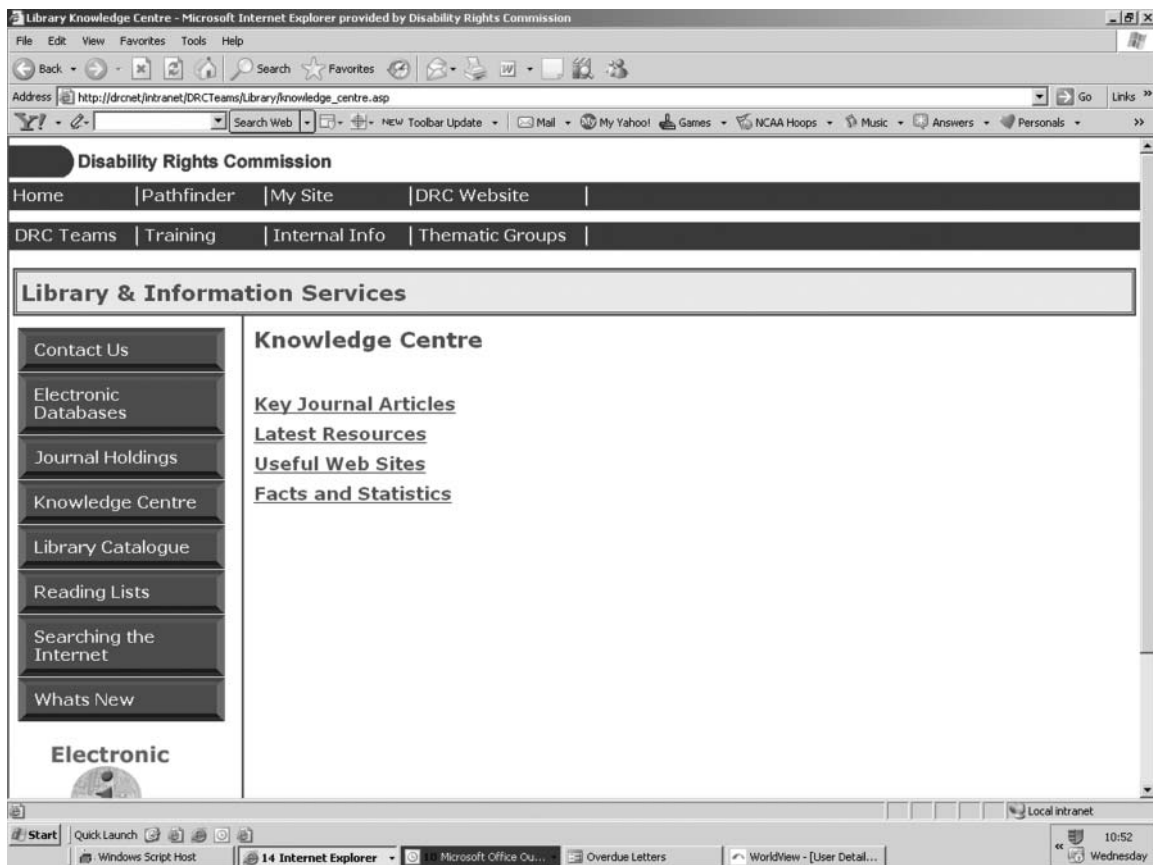 Library Knowledge Centre - Microsoft Internet Explorer provided by Disability Rights Commission
File Edit View Favorites Tools Help
Back Search Favorites
Address http://drcnet/intranet/DRCTeams/Library/knowledge_centre.asp Go Links »
Y! Search Web NEW Toolbar Update Mail My Yahoo! Games NCAA Hoops Music Answers Personals »
Disability Rights Commission
Home |Pathfinder |My Site |DRC Website |
DRC Teams |Training |Internal Info |Thematic Groups |
Library & Information Services
Contact Us
Electronic
Databases
Journal Holdings
Knowledge Centre
Library Catalogue
Reading Lists
Searching the
Internet
Whats New
Electronic
Knowledge Centre
Key Journal Articles
Latest Resources
Useful Web Sites
Facts and Statistics
Local intranet
Start Quick Launch « 10:52
Windows Script Host 14 Internet Explorer Microsoft Office Ou... Overdue Letters WorldView - [User Detail... Wednesday